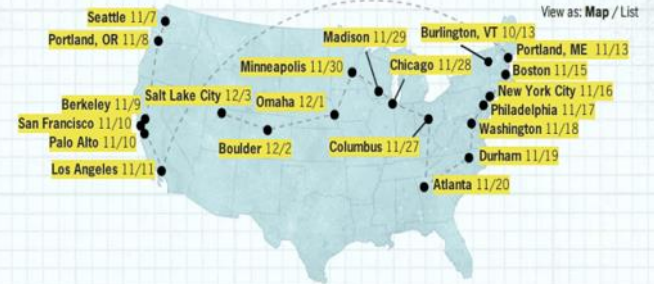 View as: Map / List
Seattle 11/7
Portland, OR 11/8
Madison 11/29
Burlington, VT 10/13
Portland, ME 11/13
Minneapolis 11/30
Chicago 11/28
Boston 11/15
New York City 11/16
Berkeley 11/9
Salt Lake City 12/3
Omaha 12/1
Philadelphia 11/17
San Francisco 11/10
Washington 11/18
Palo Alto 11/10
Boulder 12/2
Columbus 11/27
Durham 11/19
Los Angeles 11/11
Atlanta 11/20